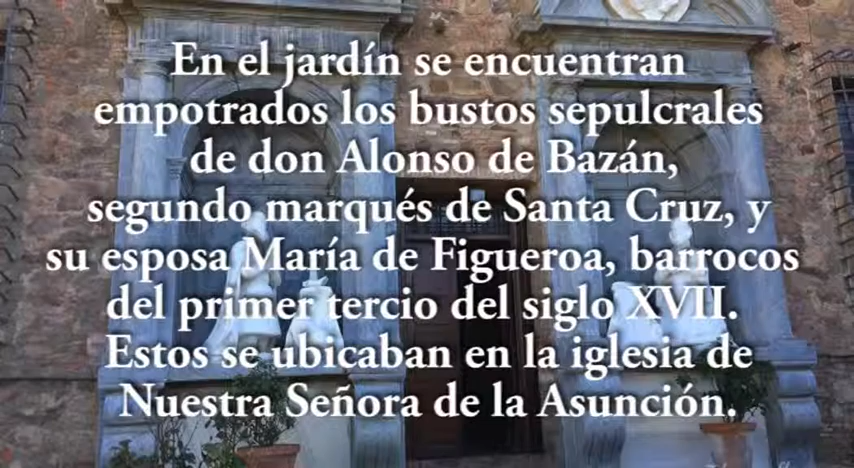 En el jardín se encuentran
empotrados los bustos sepulcrales
de don Alonso de Bazán,
segundo marqués de Santa Cruz, y
su esposa María de Figueroa, barrocos
del primer tercio del siglo XVII.
Estos se ubicaban en la iglesia de
Nuestra Señora de la Asunción.